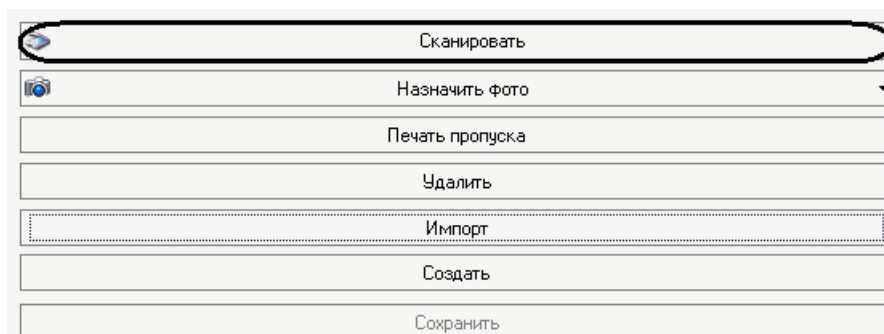 Сканировать
Назначить фото
Печать пропуска
Удалить
Импорт
Создать
Сохранить